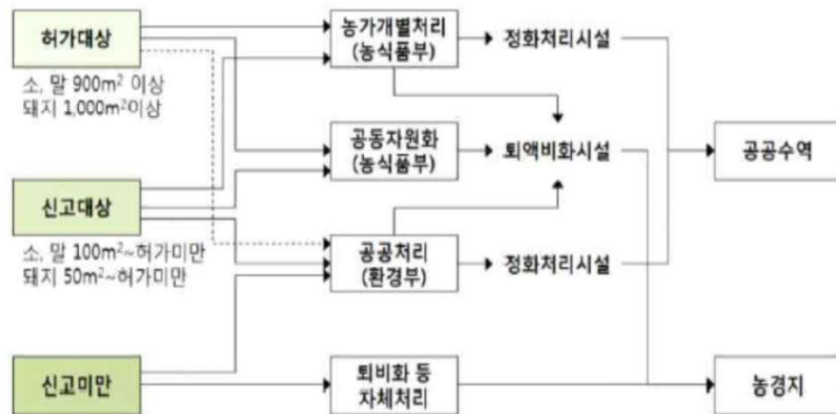 허가대상
소, 말 900m² 이상
돼지 1,000m²이상
신고대상
소, 말 100m²~허가미만
돼지 50m²~허가미만
신고미만
농가개별처리
(농식품부)
공동자원화
(농식품부)
공공처리
(환경부)
퇴비화 등
자체처리
정화처리시설
퇴액비화시설
정화처리시설
공공수역
농경지